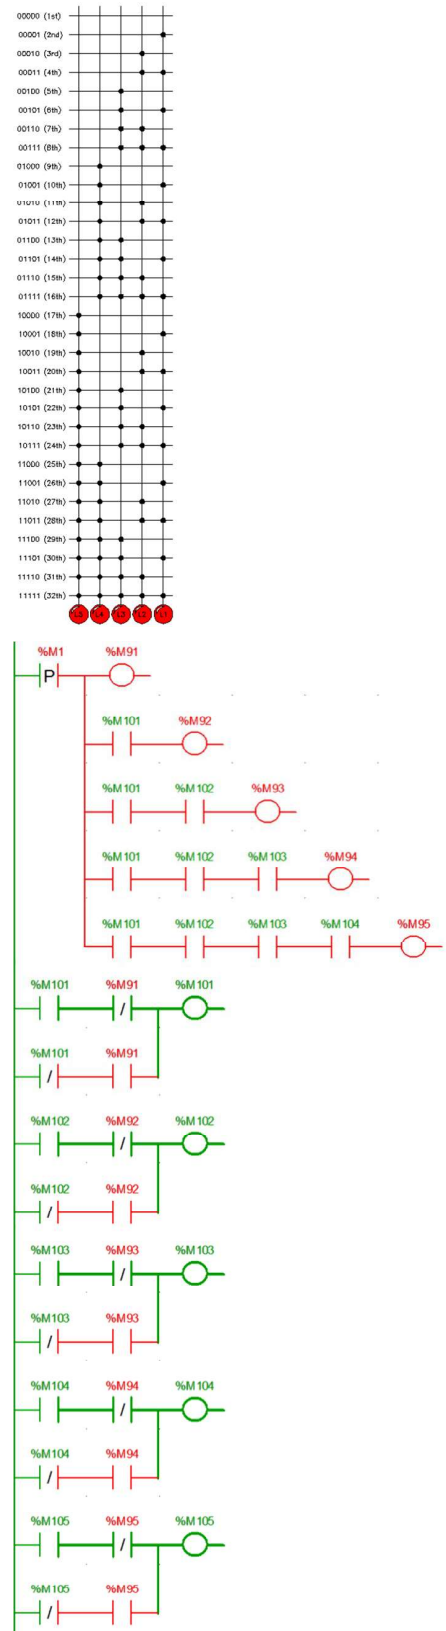 00000 (1st)
00001 (2nd)
00010 (3rd)
00011 (4th)
00100 (5th)
00101 (6th)
00110 (7th)
00111 (8th)
01000 (9th)
01001 (10th)
01010 (11th)
01011 (12th)
01100 (13th)
01101 (14th)
01110 (15th)
01111 (16th)
10000 (17th)
10001 (18th)
10010 (19th)
10011 (20th)
10100 (21th)
10101 (22th)
10110 (23th)
10111 (24th)
11000 (25th)
11001 (26th)
11010 (27th)
11011 (28th)
11100 (29th)
11101 (30th)
11110 (31th)
11111 (32th)
L5 L4 L3 L2 L1
%M1 %M91
P
%M101 %M92
%M101 %M102 %M93
%M101 %M102 %M103 %M94
%M101 %M102 %M103 %M104 %M95
%M101 %M91 %M101
%M101 %M91
%M102 %M92 %M102
%M102 %M92
%M103 %M93 %M103
%M103 %M93
%M104 %M94 %M104
%M104 %M94
%M105 %M95 %M105
%M105 %M95